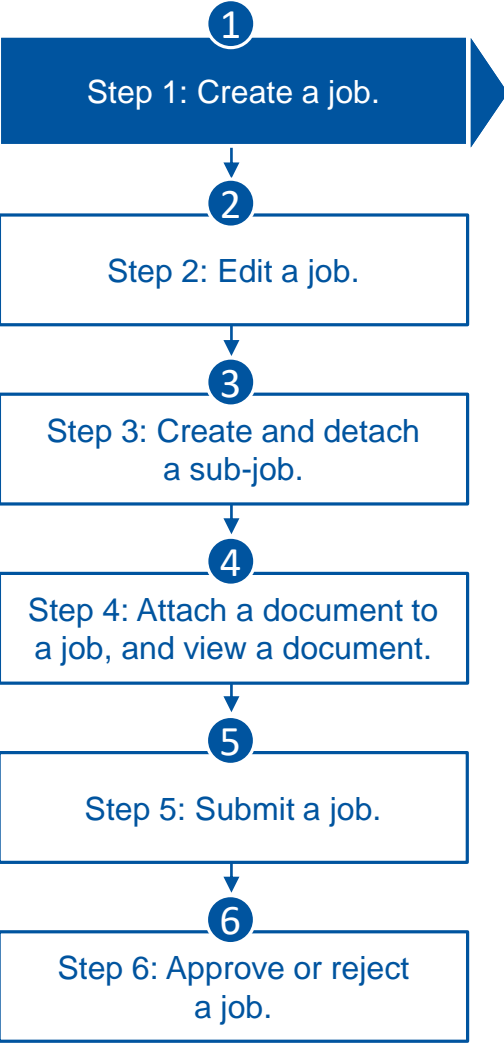 1
Step 1: Create a job.
2
Step 2: Edit a job.
3
Step 3: Create and detach
a sub-job.
4
Step 4: Attach a document to
a job, and view a document.
5
Step 5: Submit a job.
6
Step 6: Approve or reject
a job.